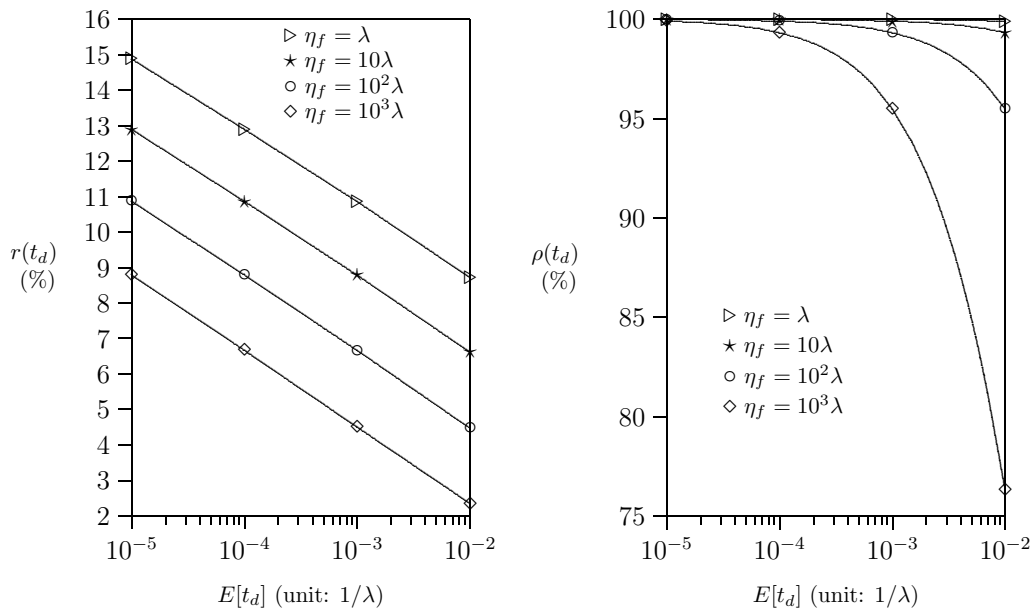 16
15
14
13
12
11
10
9
8
7
6
5
4
3
2
r(t_d)
(%)
▷ η_f = λ
★ η_f = 10λ
○ η_f = 10²λ
◇ η_f = 10³λ
10⁻⁵ 10⁻⁴ 10⁻³ 10⁻²
E[t_d] (unit: 1/λ)
100
95
90
85
80
75
ρ(t_d)
(%)
▷ η_f = λ
★ η_f = 10λ
○ η_f = 10²λ
◇ η_f = 10³λ
10⁻⁵ 10⁻⁴ 10⁻³ 10⁻²
E[t_d] (unit: 1/λ)